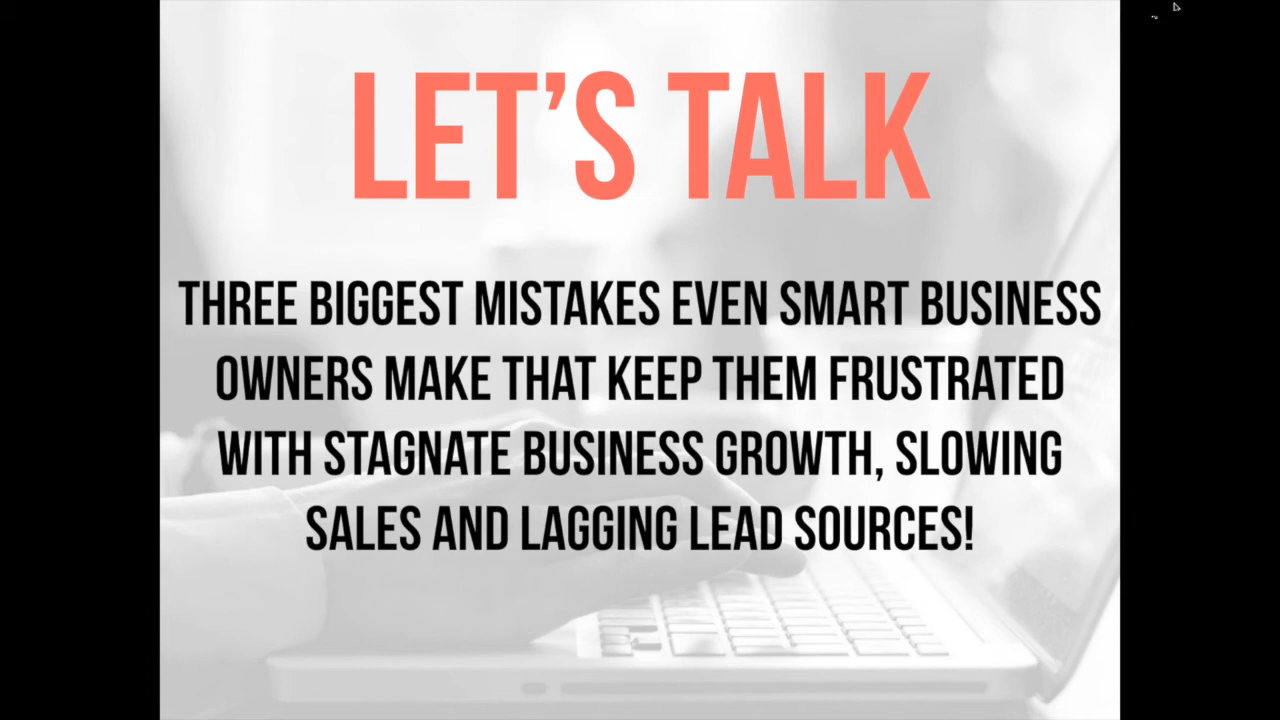 LET'S TALK
THREE BIGGEST MISTAKES EVEN SMART BUSINESS
OWNERS MAKE THAT KEEP THEM FRUSTRATED
WITH STAGNATE BUSINESS GROWTH, SLOWING
SALES AND LAGGING LEAD SOURCES!